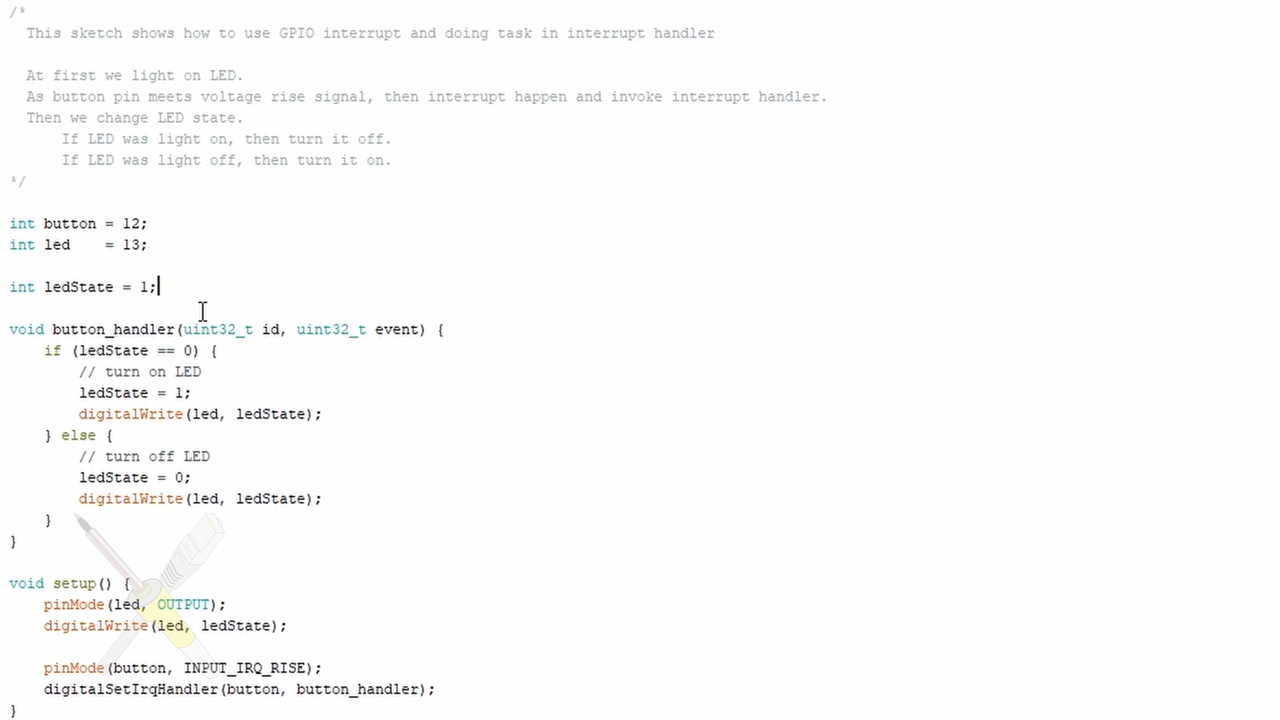 /*
  This sketch shows how to use GPIO interrupt and doing task in interrupt handler
  At first we light on LED.
  As button pin meets voltage rise signal, then interrupt happen and invoke interrupt handler.
  Then we change LED state.
      If LED was light on, then turn it off.
      If LED was light off, then turn it on.
*/
int button = 12;
int led    = 13;
int ledState = 1;
void button_handler(uint32_t id, uint32_t event) {
    if (ledState == 0) {
        // turn on LED
        ledState = 1;
        digitalWrite(led, ledState);
    } else {
        // turn off LED
        ledState = 0;
        digitalWrite(led, ledState);
    }
}
void setup() {
    pinMode(led, OUTPUT);
    digitalWrite(led, ledState);
    pinMode(button, INPUT_IRQ_RISE);
    digitalSetIrqHandler(button, button_handler);
}